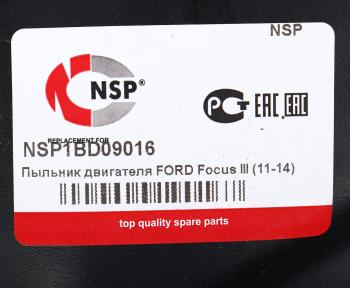 NSP
NSP®
РСТ EAC EAC
REPLACEMENT FOR
NSP1BD09016
Пыльник двигателя FORD Focus III (11-14)
top quality spare parts